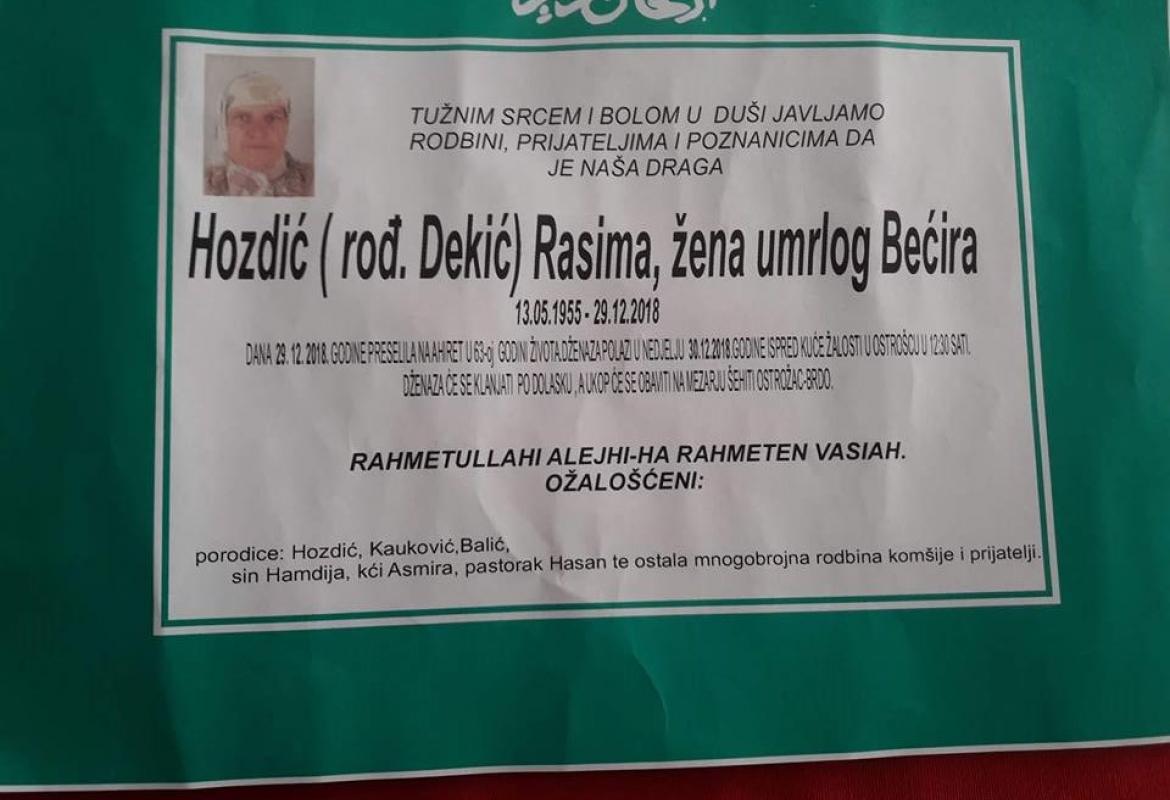 TUŽNIM SRCEM I BOLOM U DUŠI JAVLJAMO
RODBINI, PRIJATELJIMA I POZNANICIMA DA
JE NAŠA DRAGA
Hozdić ( rođ. Dekić) Rasima, žena umrlog Bećira
13.05.1955 - 29.12.2018
DANA 29. 12. 2018. GODINE PRESELILA NA AHIRET U 63-oj GODINI ŽIVOTA DŽENAZA POLAZI U NEDJELJU 30.12.2018.GODINE ISPRED KUĆE ŽALOSTI U OSTROŠCU U 12:30 SATI.
DŽENAZA ĆE SE KLANJATI PO DOLASKU , A UKOP ĆE SE OBAVITI NA MEZARJU ŠEHITI OSTROŽAC-BRDO.
RAHMETULLAHI ALEJHI-HA RAHMETEN VASIAH.
OŽALOŠĆENI:
porodice: Hozdić, Kauković,Balić,
sin Hamdija, kći Asmira, pastorak Hasan te ostala mnogobrojna rodbina komšije i prijatelji.